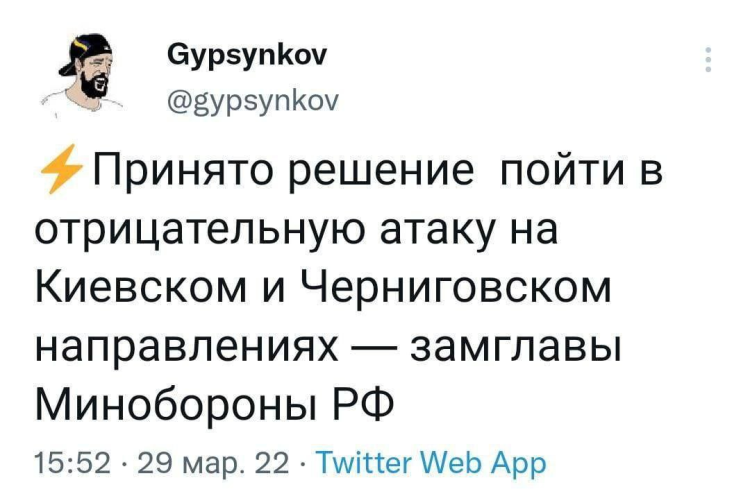 Gypsynkov
@gypsynkov
⚡Принято решение пойти в
отрицательную атаку на
Киевском и Черниговском
направлениях — замглавы
Минобороны РФ
15:52 · 29 мар. 22 · Twitter Web App